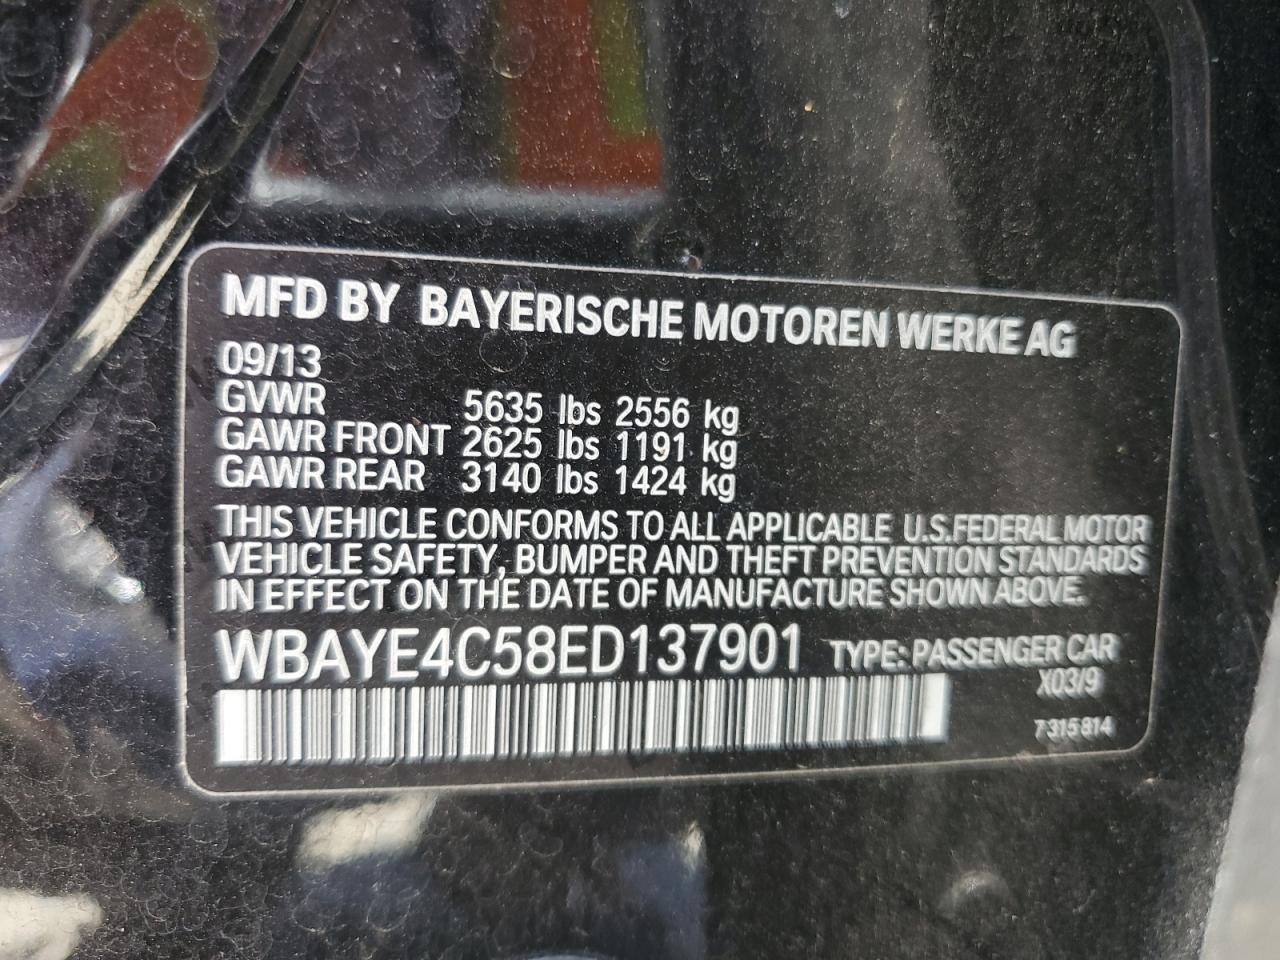 MFD BY BAYERISCHE MOTOREN WERKE AG
09/13
GVWR 5635 lbs 2556 kg
GAWR FRONT 2625 lbs 1191 kg
GAWR REAR 3140 lbs 1424 kg
THIS VEHICLE CONFORMS TO ALL APPLICABLE U.S.FEDERAL MOTOR
VEHICLE SAFETY, BUMPER AND THEFT PREVENTION STANDARDS
IN EFFECT ON THE DATE OF MANUFACTURE SHOWN ABOVE.
WBAYE4C58ED137901 TYPE: PASSENGER CAR
X03/9
7 315 814